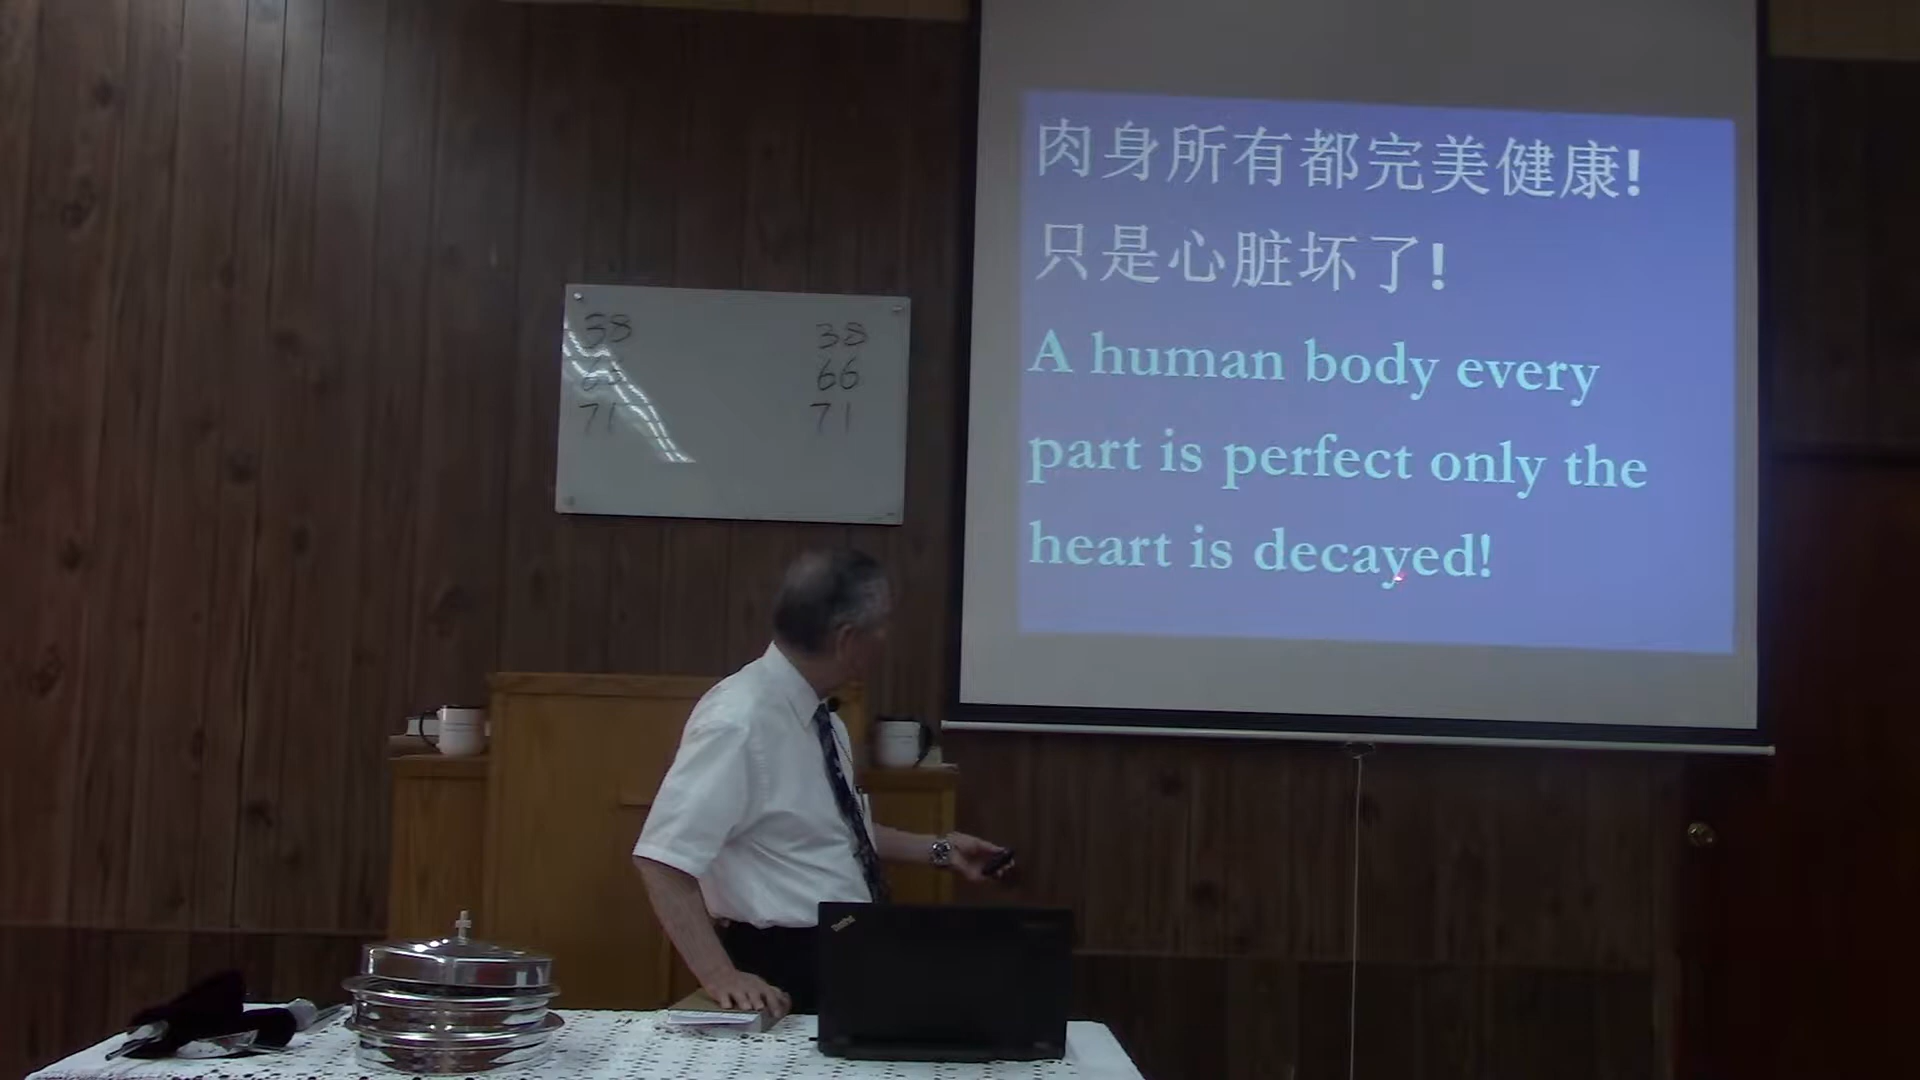 38 38
66
71 71
肉身所有都完美健康!
只是心脏坏了!
A human body every
part is perfect only the
heart is decayed!
ThinkPad